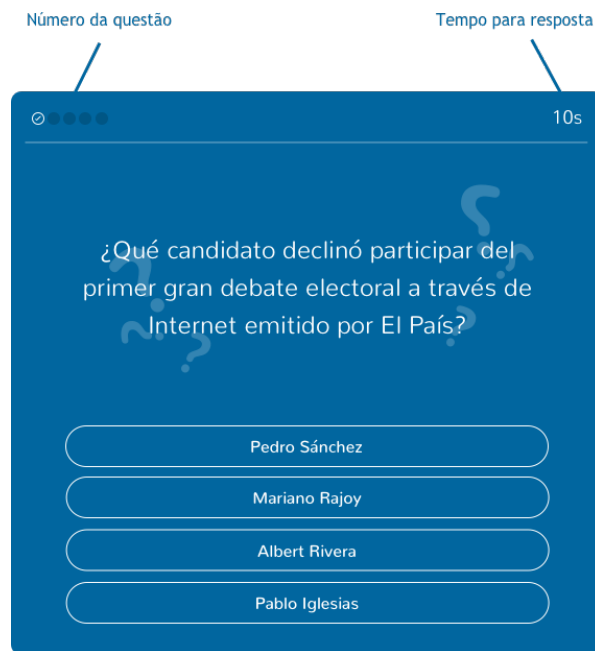 Número da questão
Tempo para resposta
10s
¿Qué candidato declinó participar del
primer gran debate electoral a través de
Internet emitido por El País?
Pedro Sánchez
Mariano Rajoy
Albert Rivera
Pablo Iglesias